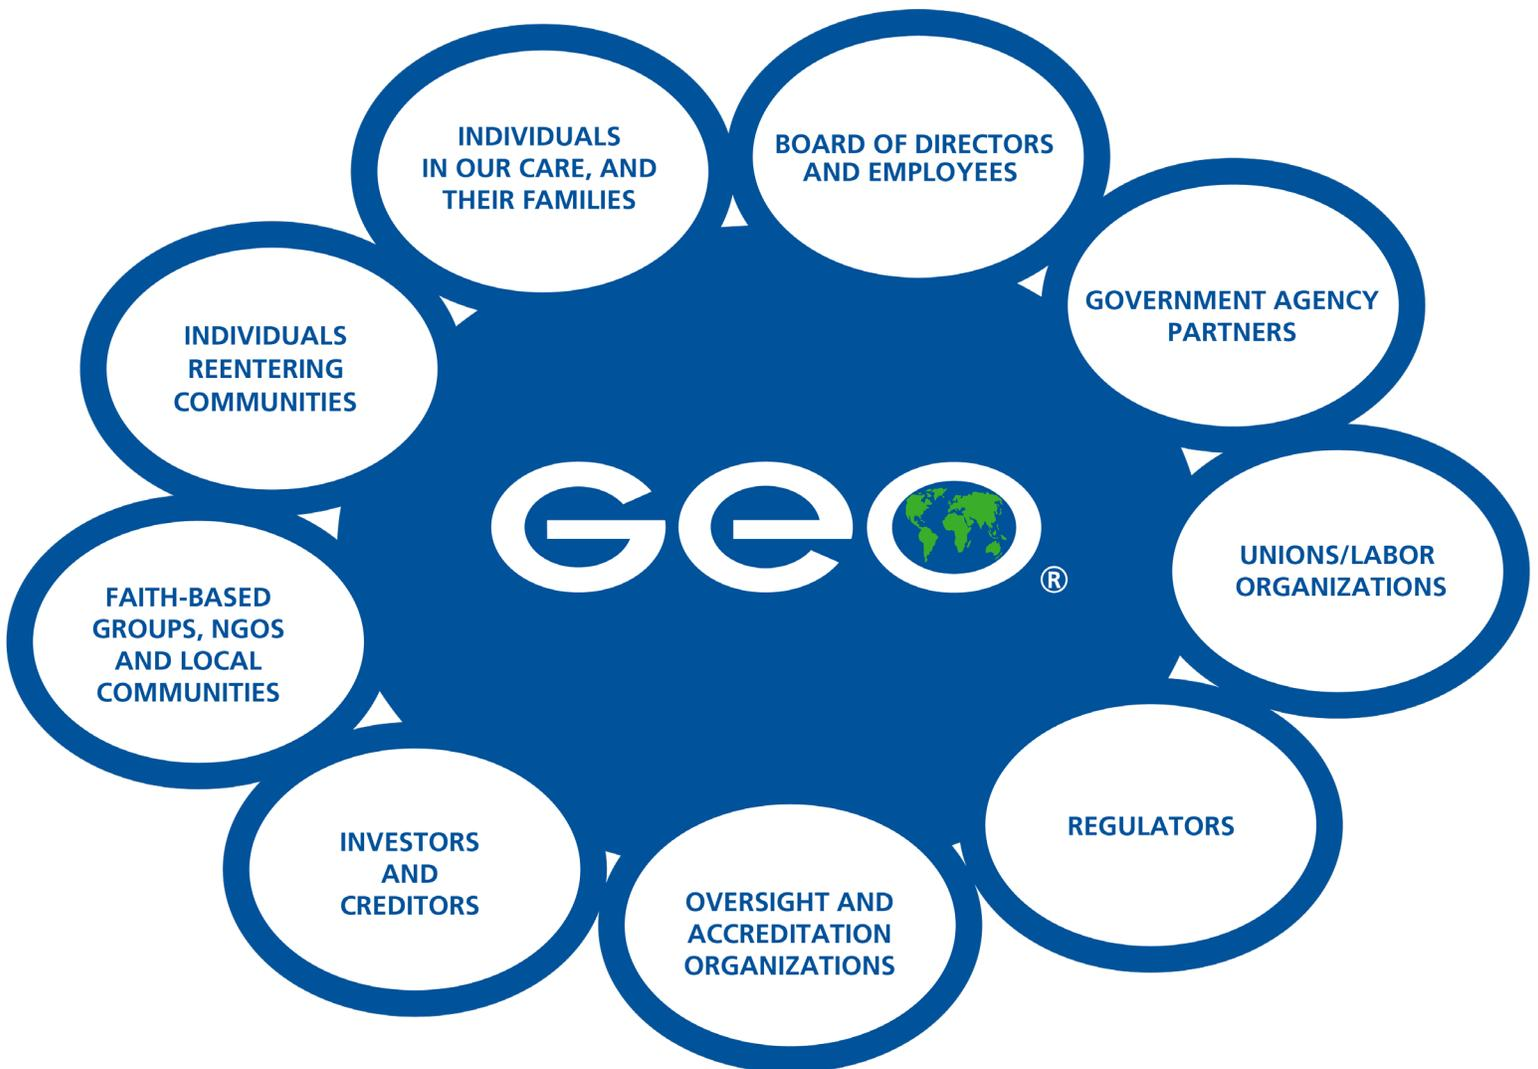 INDIVIDUALS
IN OUR CARE, AND
THEIR FAMILIES
BOARD OF DIRECTORS
AND EMPLOYEES
GOVERNMENT AGENCY
PARTNERS
UNIONS/LABOR
ORGANIZATIONS
REGULATORS
OVERSIGHT AND
ACCREDITATION
ORGANIZATIONS
INVESTORS
AND
CREDITORS
FAITH-BASED
GROUPS, NGOS
AND LOCAL
COMMUNITIES
INDIVIDUALS
REENTERING
COMMUNITIES
GeO®